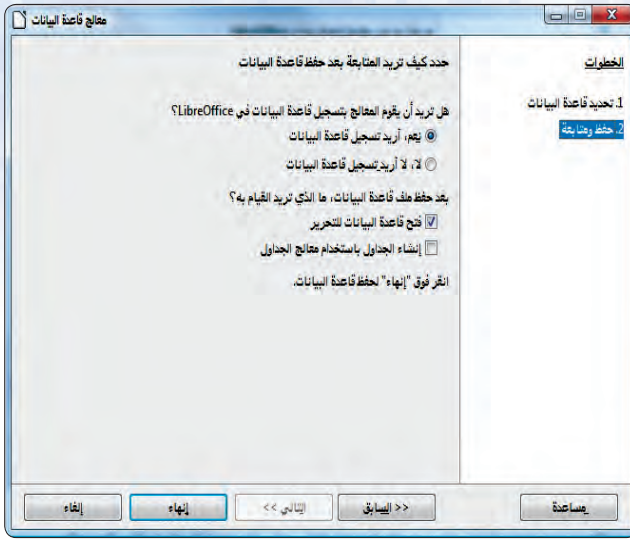 معالج قاعدة البيانات
الخطوات
1. تحديد قاعدة البيانات
2. حفظ ومتابعة
حدد كيف تريد المتابعة بعد حفظ قاعدة البيانات
هل تريد أن يقوم المعالج بتسجيل قاعدة البيانات في LibreOffice؟
نعم، أريد تسجيل قاعدة البيانات
لا، لا أريد تسجيل قاعدة البيانات
بعد حفظ ملف قاعدة البيانات، ما الذي تريد القيام به؟
فتح قاعدة البيانات للتحرير
إنشاء الجداول باستخدام معالج الجداول
انقر فوق "إنهاء" لحفظ قاعدة البيانات.
مساعدة
<< السابق
التالي >>
إنهاء
إلغاء